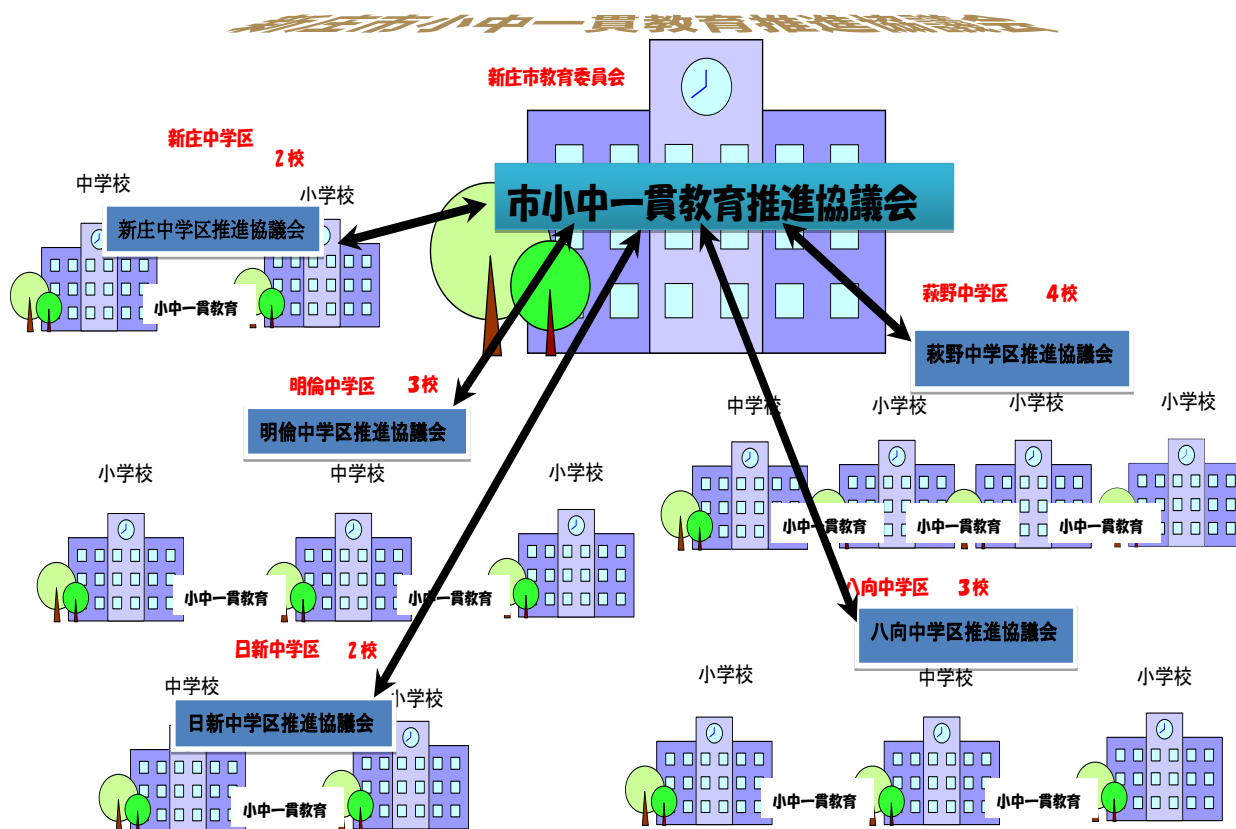 新庄市小中一貫教育推進協議会
新庄市教育委員会
市小中一貫教育推進協議会
新庄中学区
2校
中学校
小学校
新庄中学区推進協議会
小中一貫教育
明倫中学区 3校
明倫中学区推進協議会
小学校
中学校
小学校
小中一貫教育
小中一貫教育
日新中学区 2校
中学校
小学校
日新中学区推進協議会
小中一貫教育
萩野中学区 4校
萩野中学区推進協議会
中学校
小学校
小学校
小学校
小中一貫教育
小中一貫教育
小中一貫教育
八向中学区 3校
八向中学区推進協議会
小学校
中学校
小学校
小中一貫教育
小中一貫教育